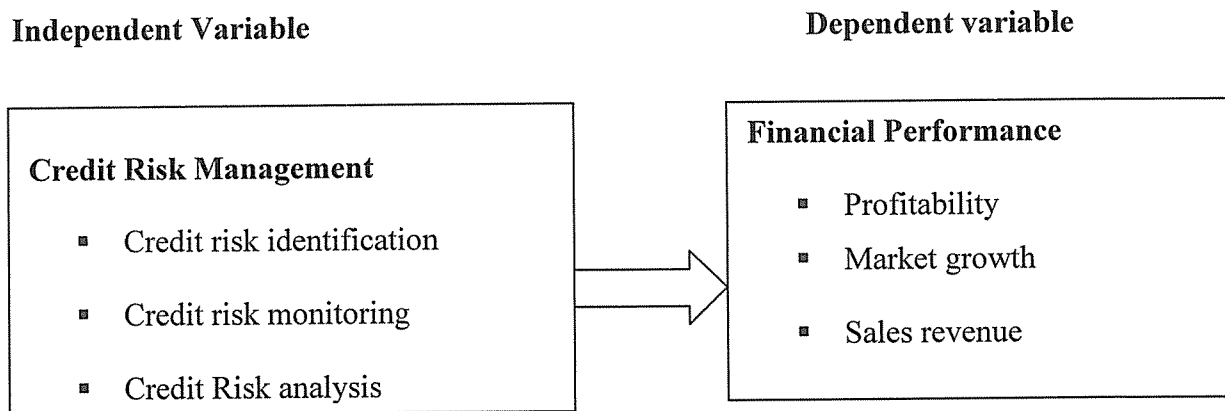 Independent Variable
Dependent variable
Credit Risk Management
▪ Credit risk identification
▪ Credit risk monitoring
▪ Credit Risk analysis
Financial Performance
▪ Profitability
▪ Market growth
▪ Sales revenue